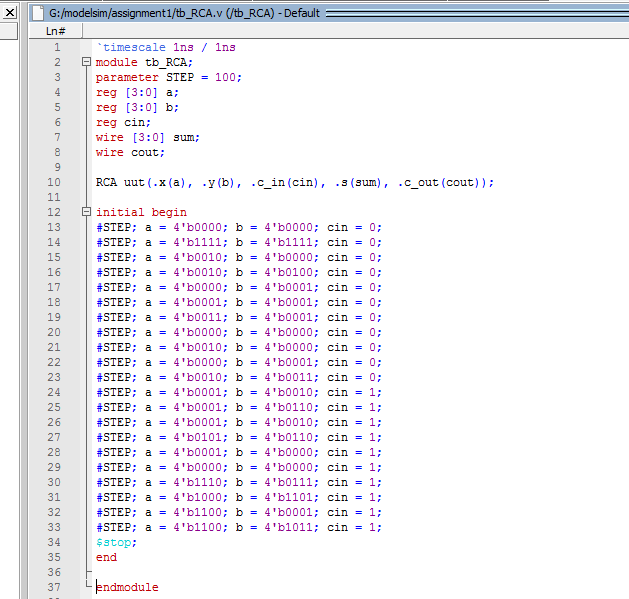 G:/modelsim/assignment1/tb_RCA.v (/tb_RCA) - Default
Ln#
1 `timescale 1ns / 1ns
2 module tb_RCA;
3 parameter STEP = 100;
4 reg [3:0] a;
5 reg [3:0] b;
6 reg cin;
7 wire [3:0] sum;
8 wire cout;
9
10 RCA uut(.x(a), .y(b), .c_in(cin), .s(sum), .c_out(cout));
11
12 initial begin
13 #STEP; a = 4'b0000; b = 4'b0000; cin = 0;
14 #STEP; a = 4'b1111; b = 4'b1111; cin = 0;
15 #STEP; a = 4'b0010; b = 4'b0000; cin = 0;
16 #STEP; a = 4'b0010; b = 4'b0100; cin = 0;
17 #STEP; a = 4'b0000; b = 4'b0001; cin = 0;
18 #STEP; a = 4'b0001; b = 4'b0001; cin = 0;
19 #STEP; a = 4'b0011; b = 4'b0001; cin = 0;
20 #STEP; a = 4'b0000; b = 4'b0000; cin = 0;
21 #STEP; a = 4'b0010; b = 4'b0000; cin = 0;
22 #STEP; a = 4'b0000; b = 4'b0001; cin = 0;
23 #STEP; a = 4'b0010; b = 4'b0011; cin = 0;
24 #STEP; a = 4'b0001; b = 4'b0010; cin = 1;
25 #STEP; a = 4'b0001; b = 4'b0110; cin = 1;
26 #STEP; a = 4'b0001; b = 4'b0010; cin = 1;
27 #STEP; a = 4'b0101; b = 4'b0110; cin = 1;
28 #STEP; a = 4'b0001; b = 4'b0000; cin = 1;
29 #STEP; a = 4'b0000; b = 4'b0000; cin = 1;
30 #STEP; a = 4'b1110; b = 4'b0111; cin = 1;
31 #STEP; a = 4'b1000; b = 4'b1101; cin = 1;
32 #STEP; a = 4'b1100; b = 4'b0001; cin = 1;
33 #STEP; a = 4'b1100; b = 4'b1011; cin = 1;
34 $stop;
35 end
36
37 endmodule